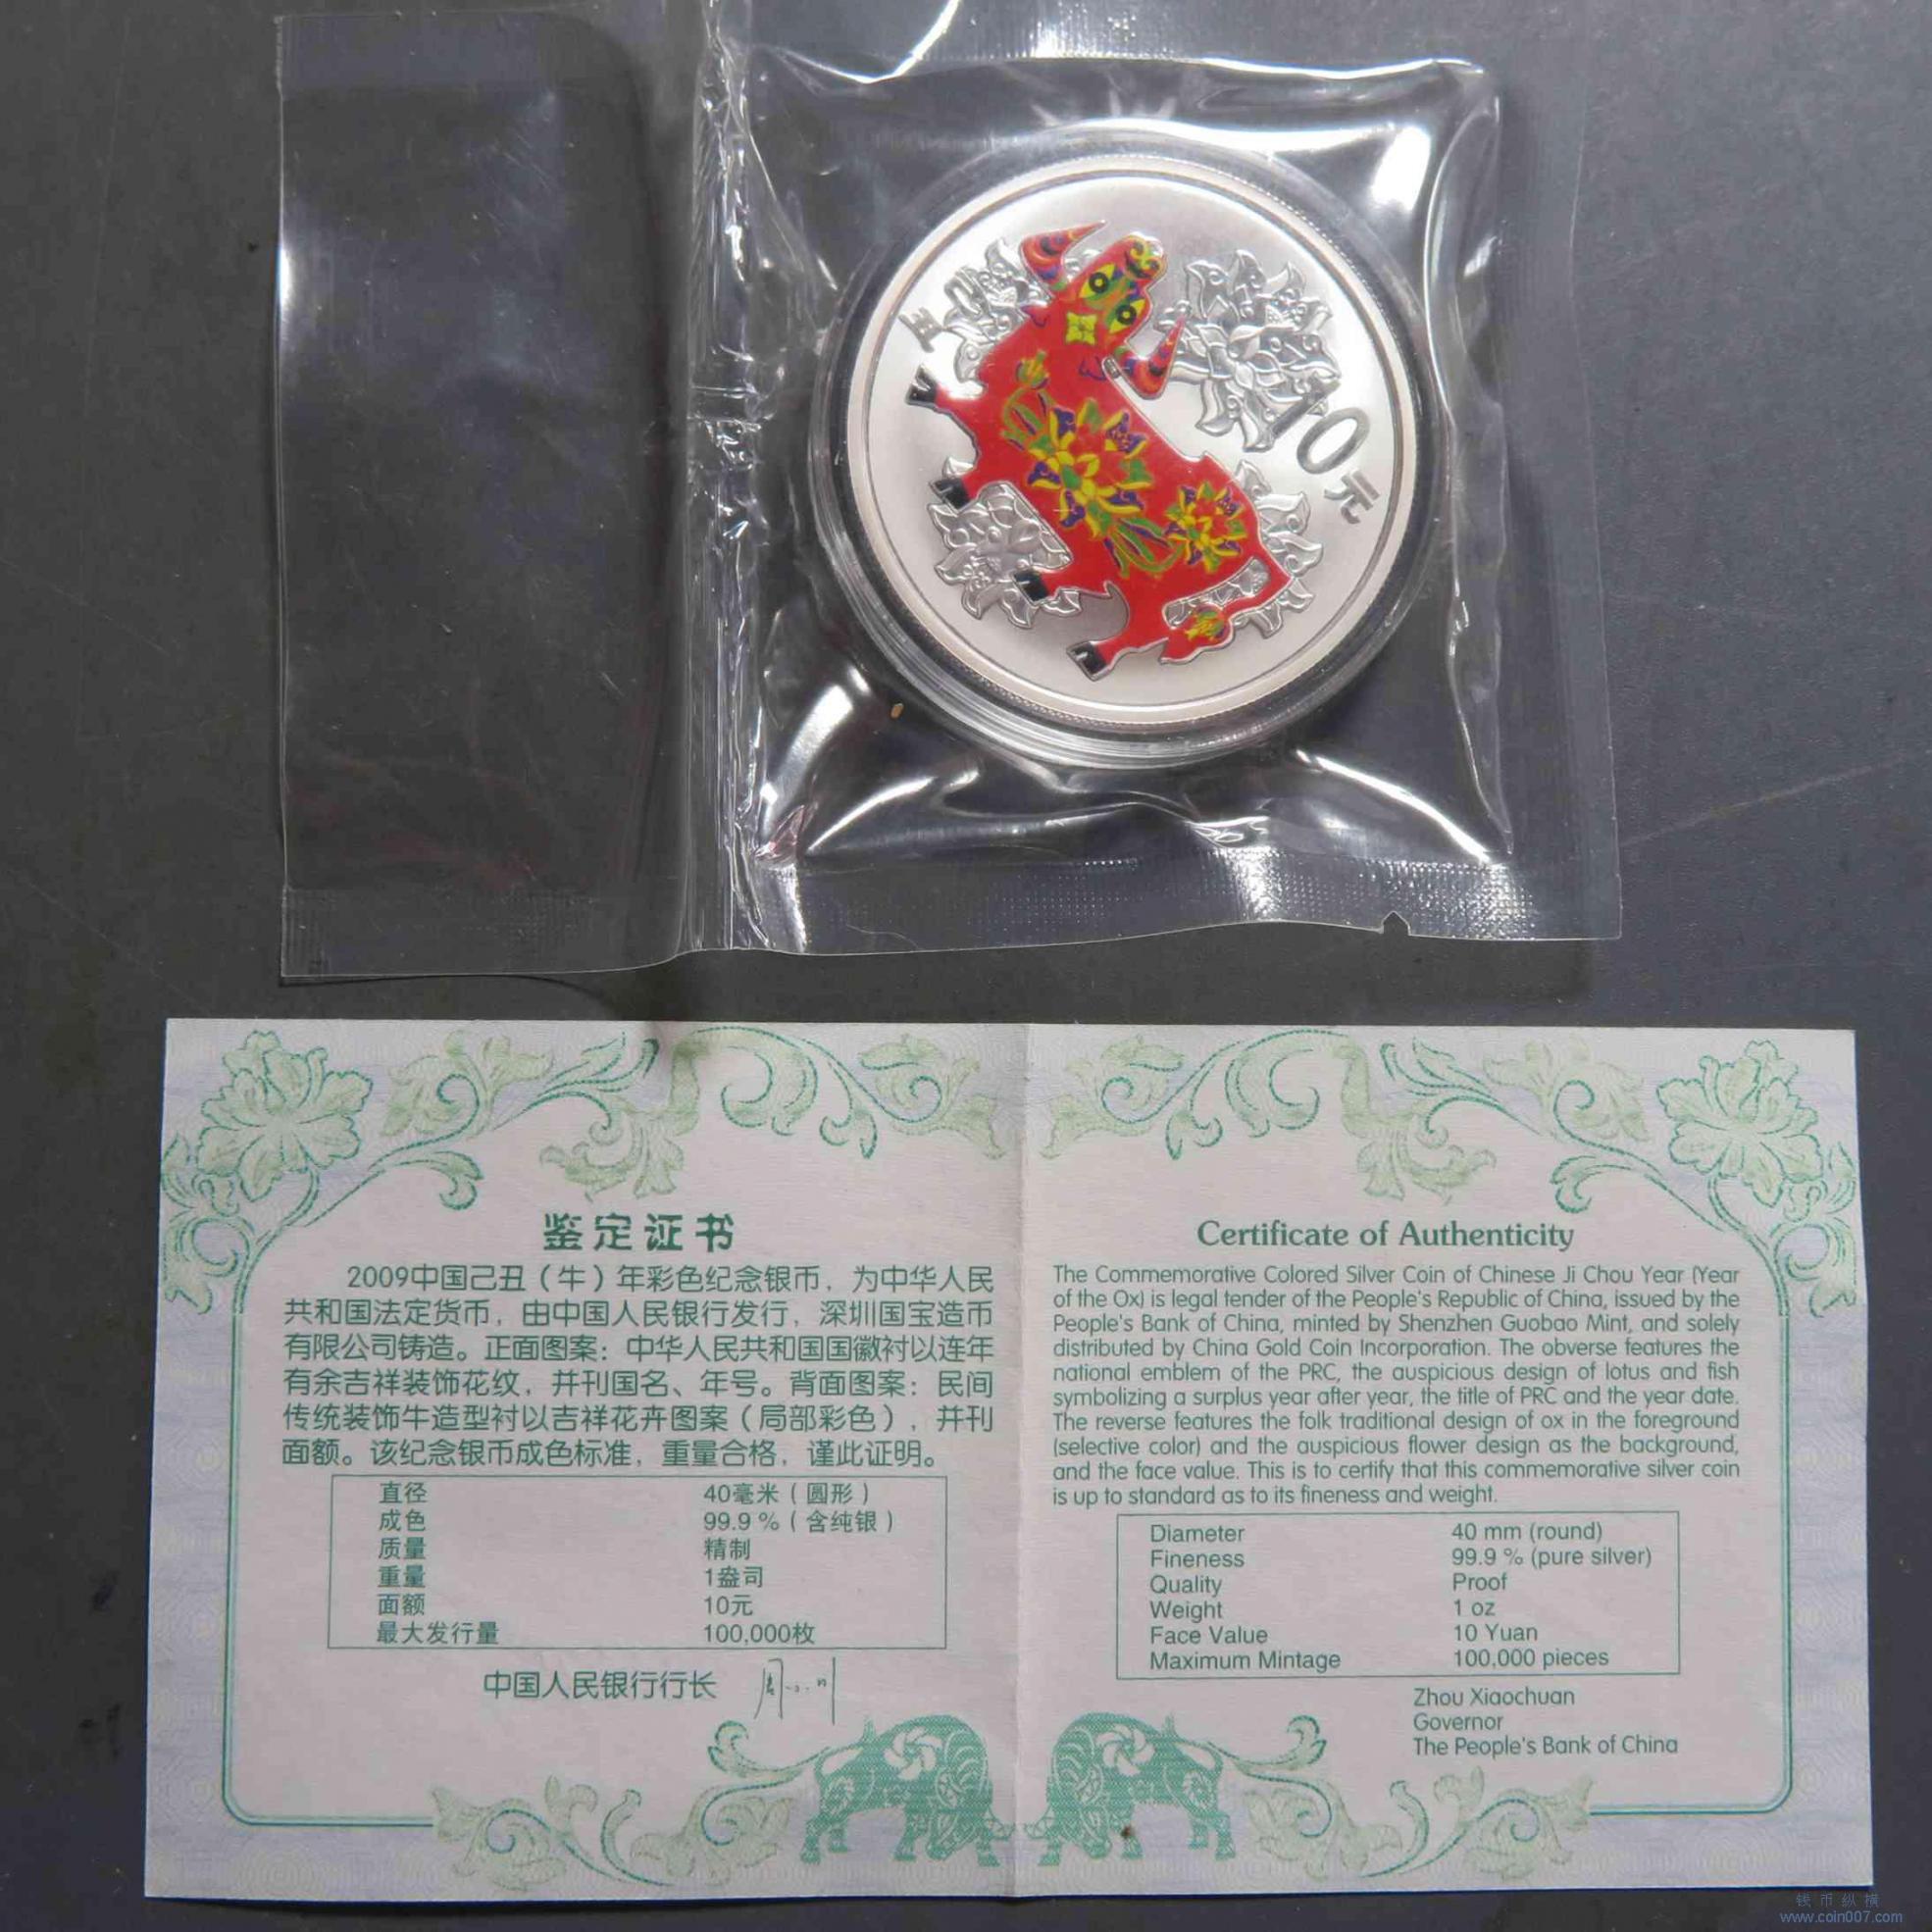 丑
10元
鉴定证书
2009中国己丑（牛）年彩色纪念银币，为中华人民
共和国法定货币，由中国人民银行发行，深圳国宝造币
有限公司铸造。正面图案：中华人民共和国国徽衬以连年
有余吉祥装饰花纹，并刊国名、年号。背面图案：民间
传统装饰牛造型衬以吉祥花卉图案（局部彩色），并刊
面额。该纪念银币成色标准，重量合格，谨此证明。
直径 40毫米（圆形）
成色 99.9％（含纯银）
质量 精制
重量 1盎司
面额 10元
最大发行量 100,000枚
中国人民银行行长 周小川
Certificate of Authenticity
The Commemorative Colored Silver Coin of Chinese Ji Chou Year (Year
of the Ox) is legal tender of the People's Republic of China, issued by the
People's Bank of China, minted by Shenzhen Guobao Mint, and solely
distributed by China Gold Coin Incorporation. The obverse features the
national emblem of the PRC, the auspicious design of lotus and fish
symbolizing a surplus year after year, the title of PRC and the year date.
The reverse features the folk traditional design of ox in the foreground
(selective color) and the auspicious flower design as the background,
and the face value. This is to certify that this commemorative silver coin
is up to standard as to its fineness and weight.
Diameter 40 mm (round)
Fineness 99.9 % (pure silver)
Quality Proof
Weight 1 oz
Face Value 10 Yuan
Maximum Mintage 100,000 pieces
Zhou Xiaochuan
Governor
The People's Bank of China
钱币纵横
www.coin007.com